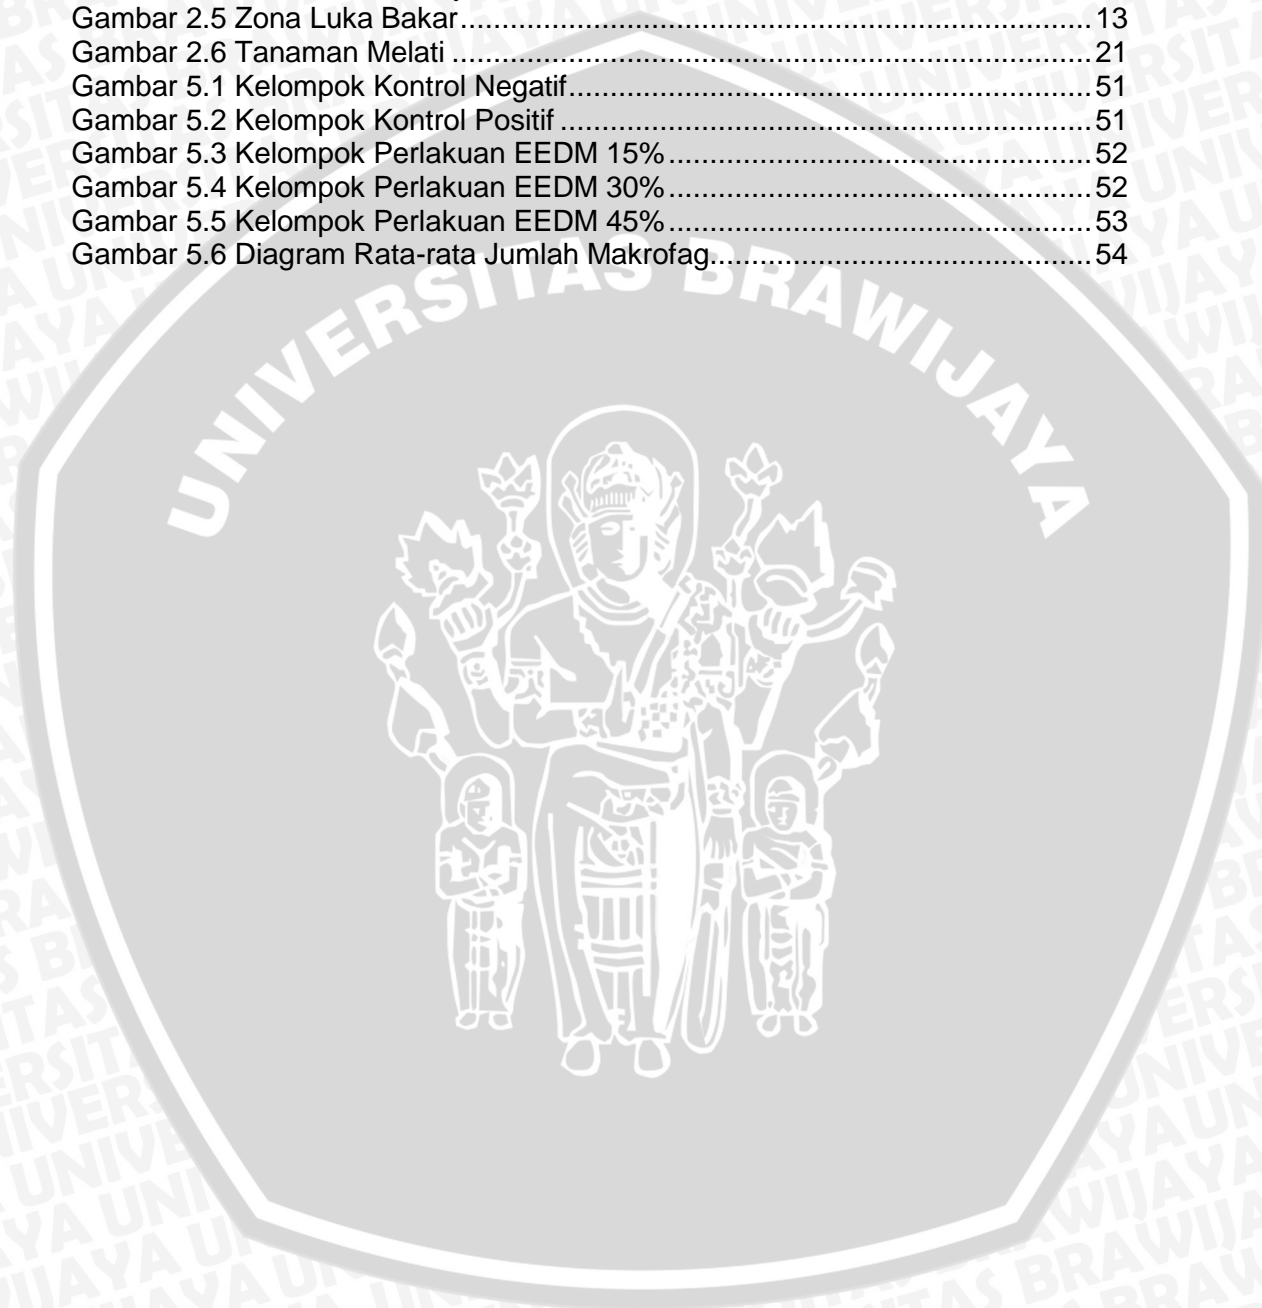 Gambar 2.5 Zona Luka Bakar............................................................................13
Gambar 2.6 Tanaman Melati.............................................................................21
Gambar 5.1 Kelompok Kontrol Negatif...............................................................51
Gambar 5.2 Kelompok Kontrol Positif................................................................51
Gambar 5.3 Kelompok Perlakuan EEDM 15%...................................................52
Gambar 5.4 Kelompok Perlakuan EEDM 30%...................................................52
Gambar 5.5 Kelompok Perlakuan EEDM 45%...................................................53
Gambar 5.6 Diagram Rata-rata Jumlah Makrofag..............................................54
UNIVERSITAS BRAWIJAYA